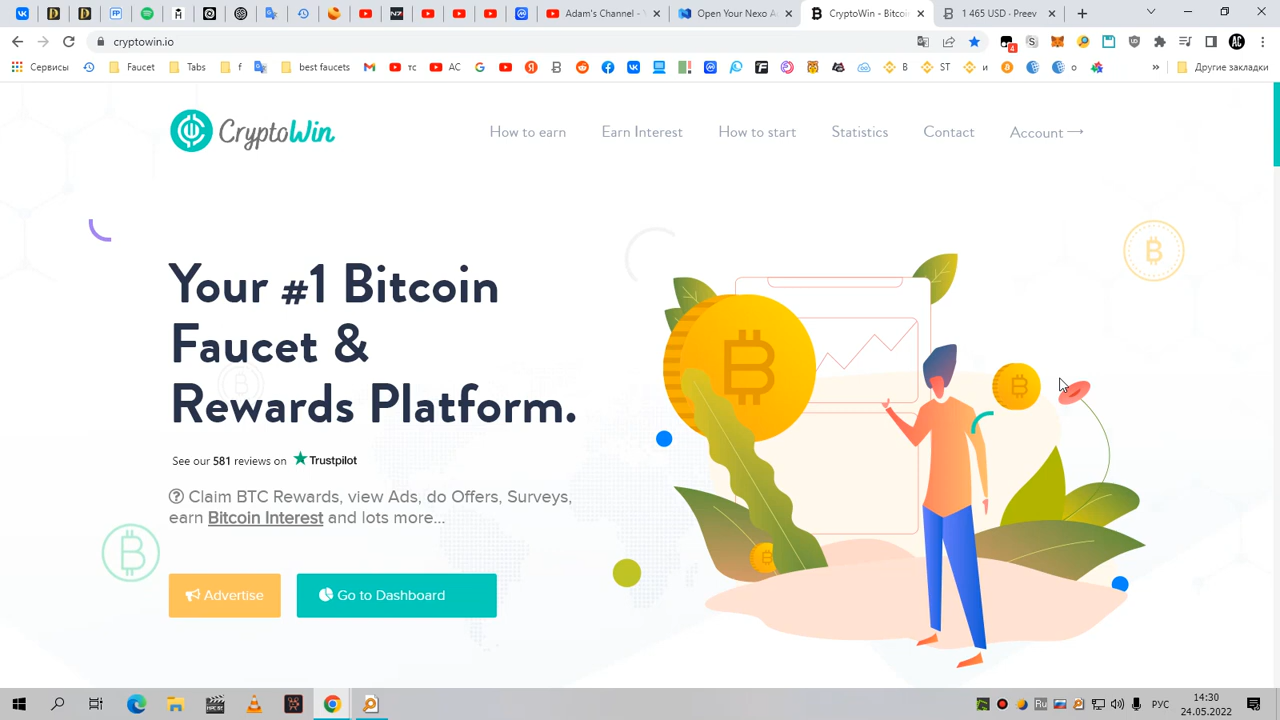 Adam's Channel - Y
Open Your Nexo A
CryptoWin - Bitcoi
1 465 USD - Preev
cryptowin.io
4
AC
Сервисы
Faucet
Tabs
f
best faucets
тс
АС
B
ST
и
о
Другие закладки
CryptoWin
How to earn
Earn Interest
How to start
Statistics
Contact
Account
Your #1 Bitcoin
Faucet &
Rewards Platform.
See our 581 reviews on Trustpilot
Claim BTC Rewards, view Ads, do Offers, Surveys,
earn Bitcoin Interest and lots more...
Advertise
Go to Dashboard
Ru
РУС
14:30
24.05.2022